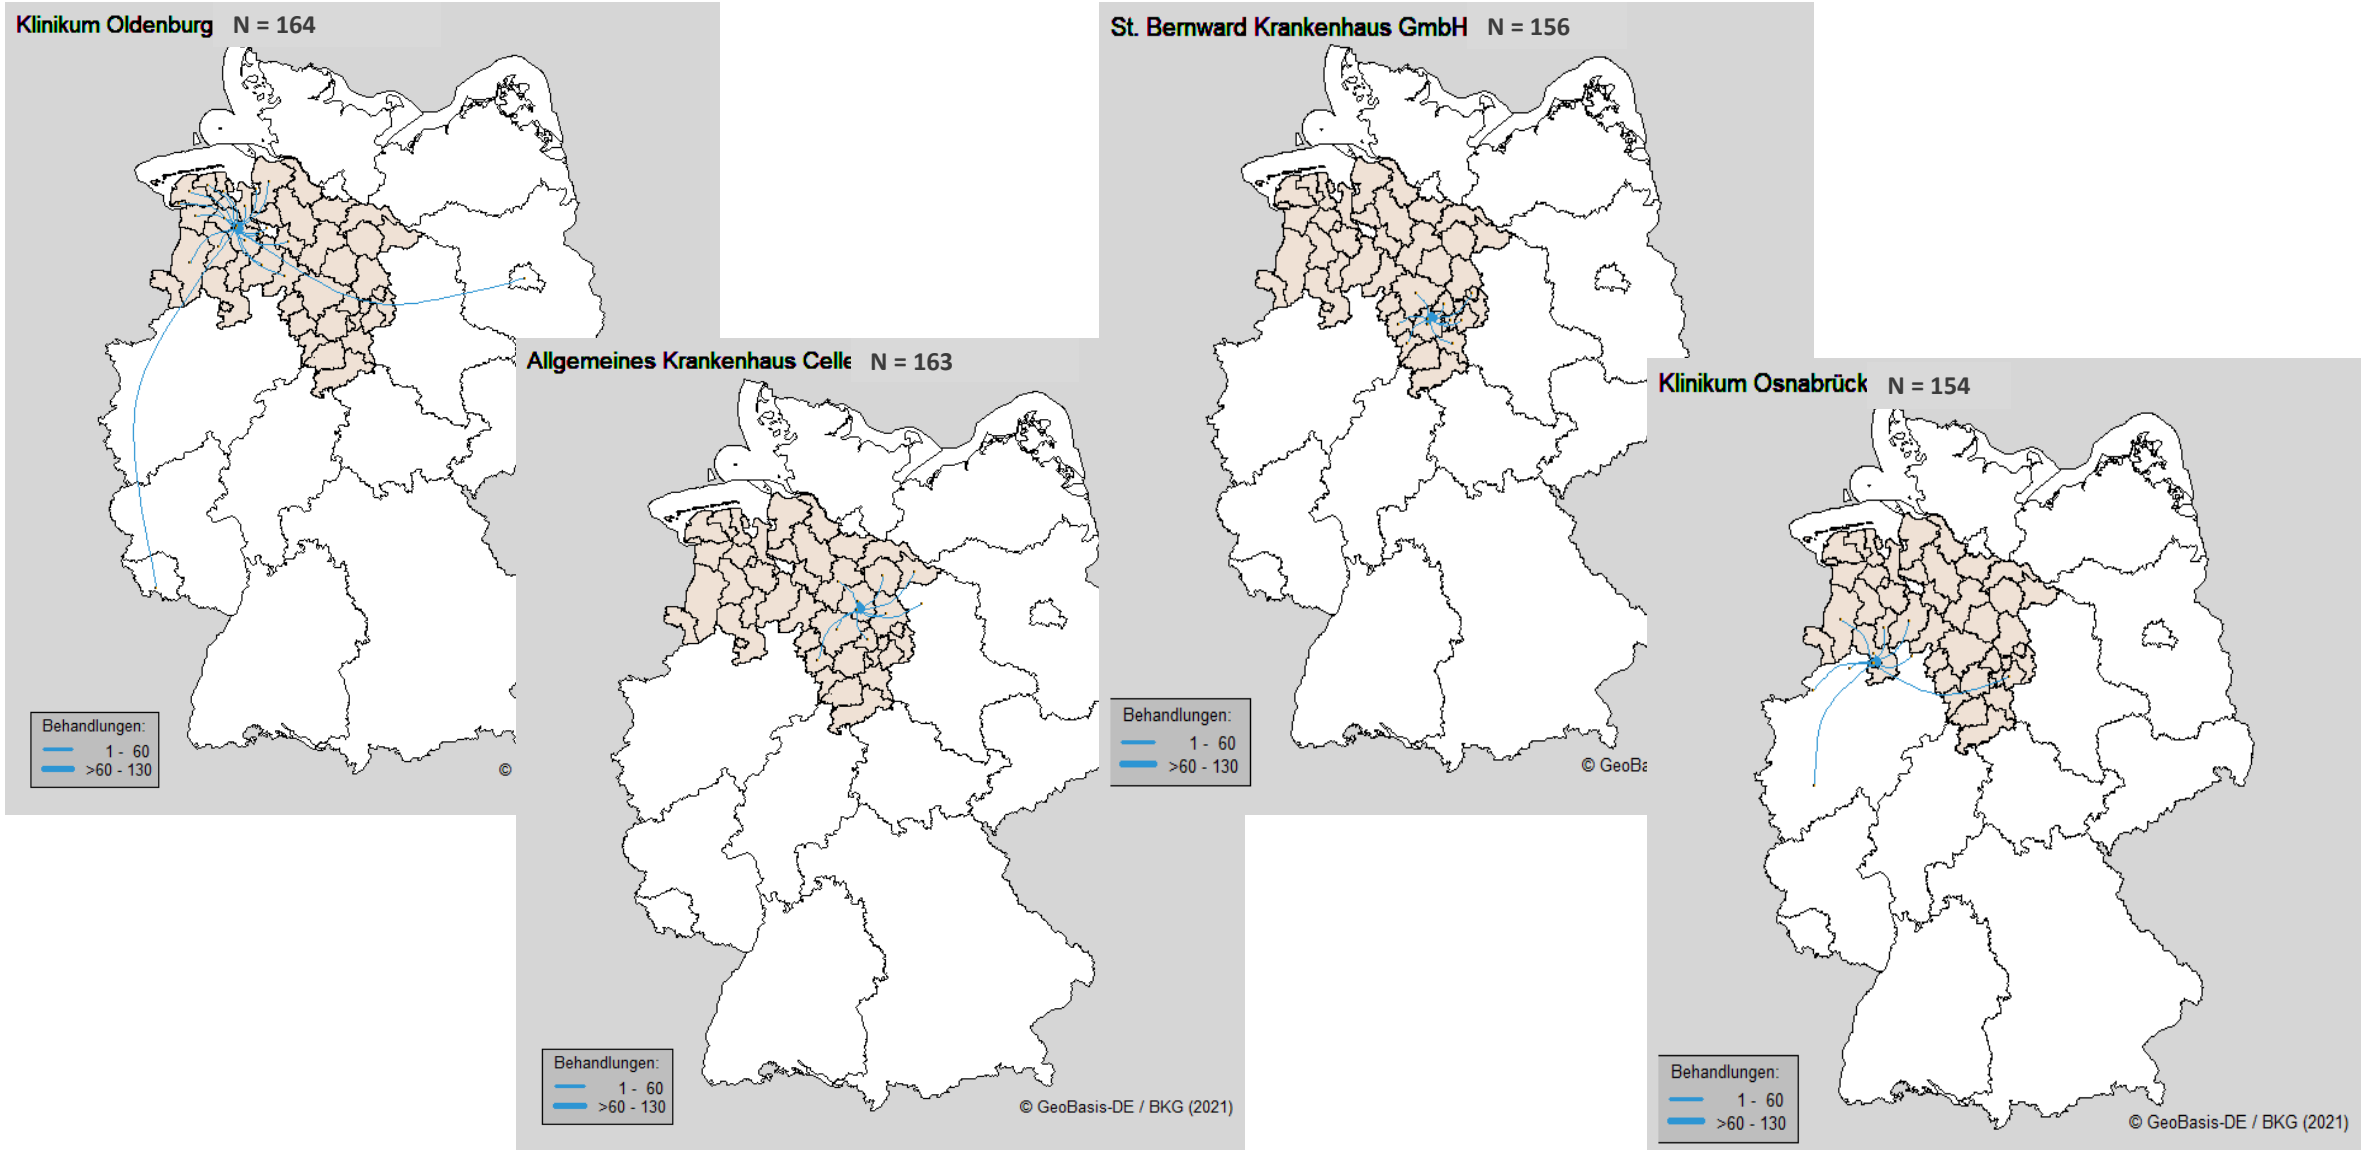 Klinikum Oldenburg N = 164
Behandlungen:
1 - 60
>60 - 130
©
Allgemeines Krankenhaus Celle N = 163
Behandlungen:
1 - 60
>60 - 130
© GeoBasis-DE / BKG (2021)
St. Bernward Krankenhaus GmbH N = 156
Behandlungen:
1 - 60
>60 - 130
© GeoBa
Klinikum Osnabrück N = 154
Behandlungen:
1 - 60
>60 - 130
© GeoBasis-DE / BKG (2021)